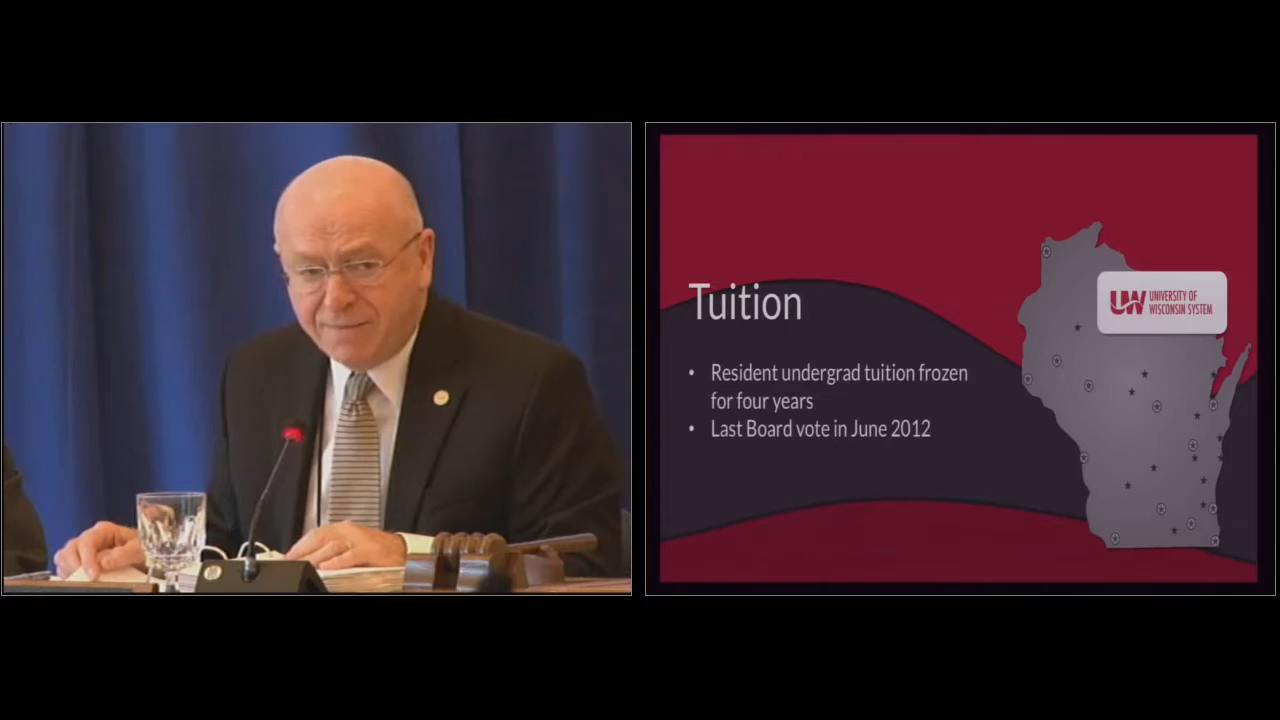 Tuition
• Resident undergrad tuition frozen
for four years
• Last Board vote in June 2012
UW UNIVERSITY OF
WISCONSIN SYSTEM